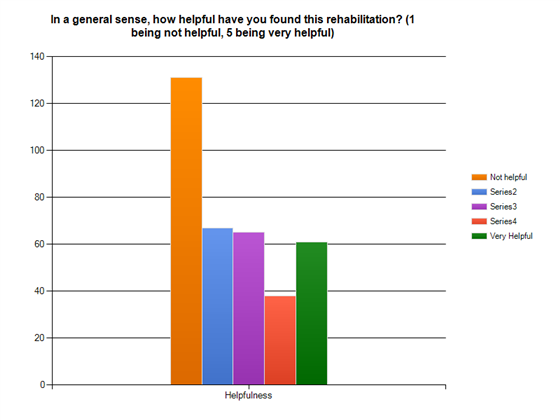 In a general sense, how helpful have you found this rehabilitation? (1
being not helpful, 5 being very helpful)
140
120
100
80
60
40
20
0
Helpfulness
Not helpful
Series2
Series3
Series4
Very Helpful